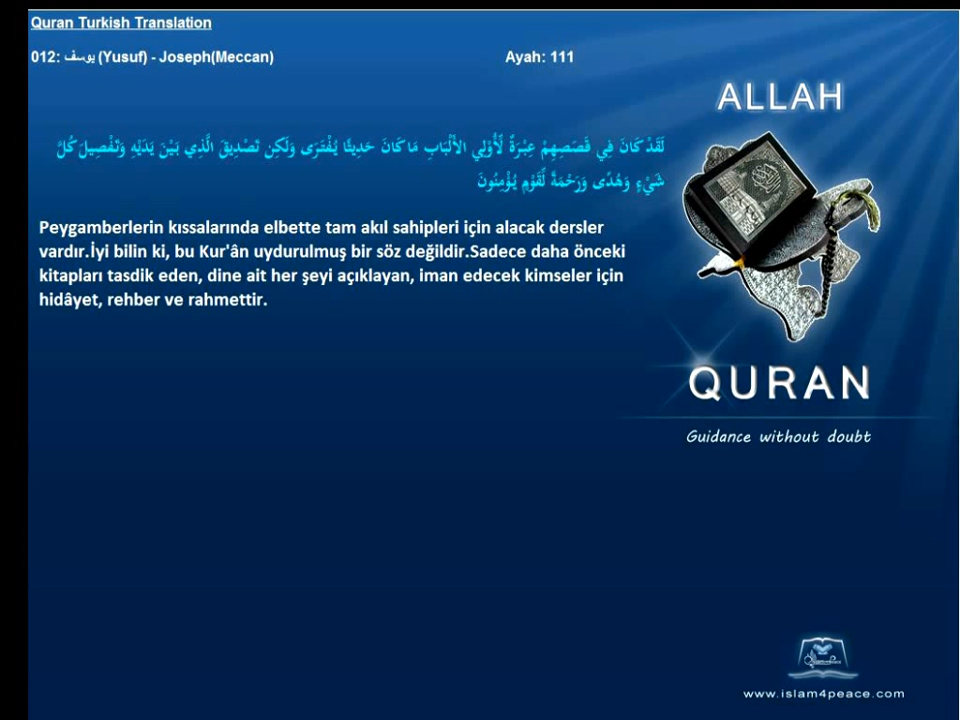 Quran Turkish Translation
012: يوسف (Yusuf) - Joseph(Meccan) Ayah: 111
ALLAH
لَقَدْ كَانَ فِي قَصَصِهِمْ عِبْرَةٌ لِّأُوْلِي الأَلْبَابِ مَا كَانَ حَدِيثًا يُفْتَرَى وَلَكِن تَصْدِيقَ الَّذِي بَيْنَ يَدَيْهِ وَتَفْصِيلَ كُلَّ
شَيْءٍ وَهُدًى وَرَحْمَةً لِّقَوْمٍ يُؤْمِنُونَ
Peygamberlerin kıssalarında elbette tam akıl sahipleri için alacak dersler
vardır.İyi bilin ki, bu Kur'ân uydurulmuş bir söz değildir.Sadece daha önceki
kitapları tasdik eden, dine ait her şeyi açıklayan, iman edecek kimseler için
hidâyet, rehber ve rahmettir.
QURAN
Guidance without doubt
www.islam4peace.com